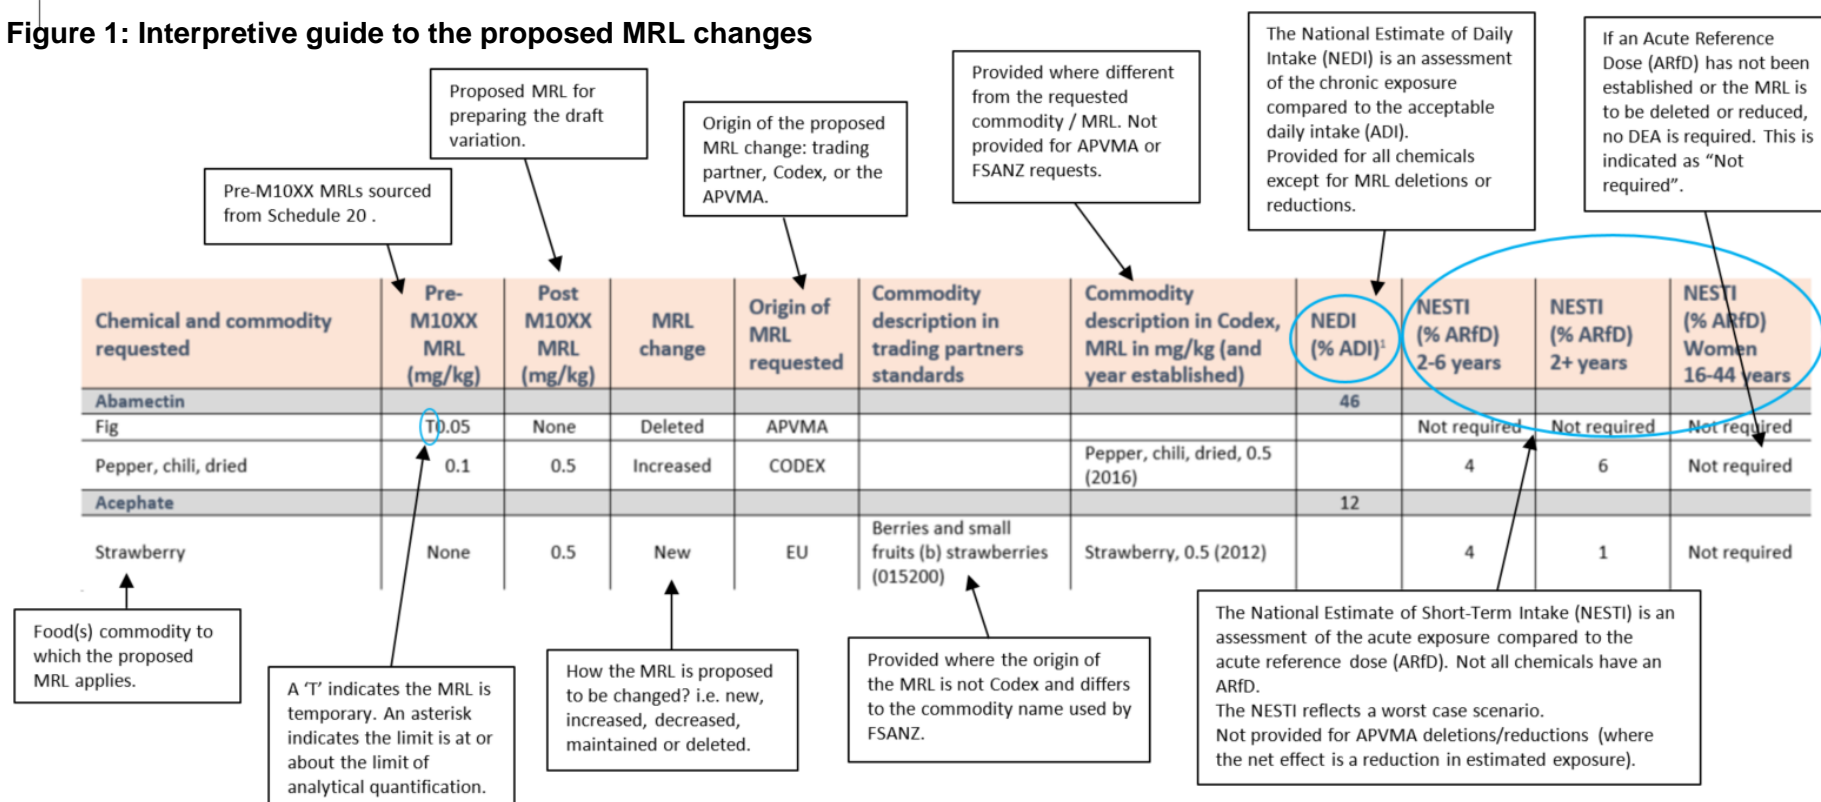 Figure 1: Interpretive guide to the proposed MRL changes
Pre-M10XX MRLs sourced
from Schedule 20 .
Proposed MRL for
preparing the draft
variation.
Origin of the proposed
MRL change: trading
partner, Codex, or the
APVMA.
Provided where different
from the requested
commodity / MRL. Not
provided for APVMA or
FSANZ requests.
The National Estimate of Daily
Intake (NEDI) is an assessment
of the chronic exposure
compared to the acceptable
daily intake (ADI).
Provided for all chemicals
except for MRL deletions or
reductions.
If an Acute Reference
Dose (ARfD) has not been
established or the MRL is
to be deleted or reduced,
no DEA is required. This is
indicated as “Not
required”.
Chemical and commodity
requested
Pre-
M10XX
MRL
(mg/kg)
Post
M10XX
MRL
(mg/kg)
MRL
change
Origin of
MRL
requested
Commodity
description in
trading partners
standards
Commodity
description in Codex,
MRL in mg/kg (and
year established)
NEDI
(% ADI)¹
NESTI
(% ARfD)
2-6 years
NESTI
(% ARfD)
2+ years
NESTI
(% ARfD)
Women
16-44 years
Abamectin 46
Fig T0.05 None Deleted APVMA Not required Not required Not required
Pepper, chili, dried 0.1 0.5 Increased CODEX Pepper, chili, dried, 0.5
(2016) 4 6 Not required
Acephate 12
Strawberry None 0.5 New EU Berries and small
fruits (b) strawberries
(015200) Strawberry, 0.5 (2012) 4 1 Not required
Food(s) commodity to
which the proposed
MRL applies.
A ‘T’ indicates the MRL is
temporary. An asterisk
indicates the limit is at or
about the limit of
analytical quantification.
How the MRL is proposed
to be changed? i.e. new,
increased, decreased,
maintained or deleted.
Provided where the origin of
the MRL is not Codex and differs
to the commodity name used by
FSANZ.
The National Estimate of Short-Term Intake (NESTI) is an
assessment of the acute exposure compared to the
acute reference dose (ARfD). Not all chemicals have an
ARfD.
The NESTI reflects a worst case scenario.
Not provided for APVMA deletions/reductions (where
the net effect is a reduction in estimated exposure).